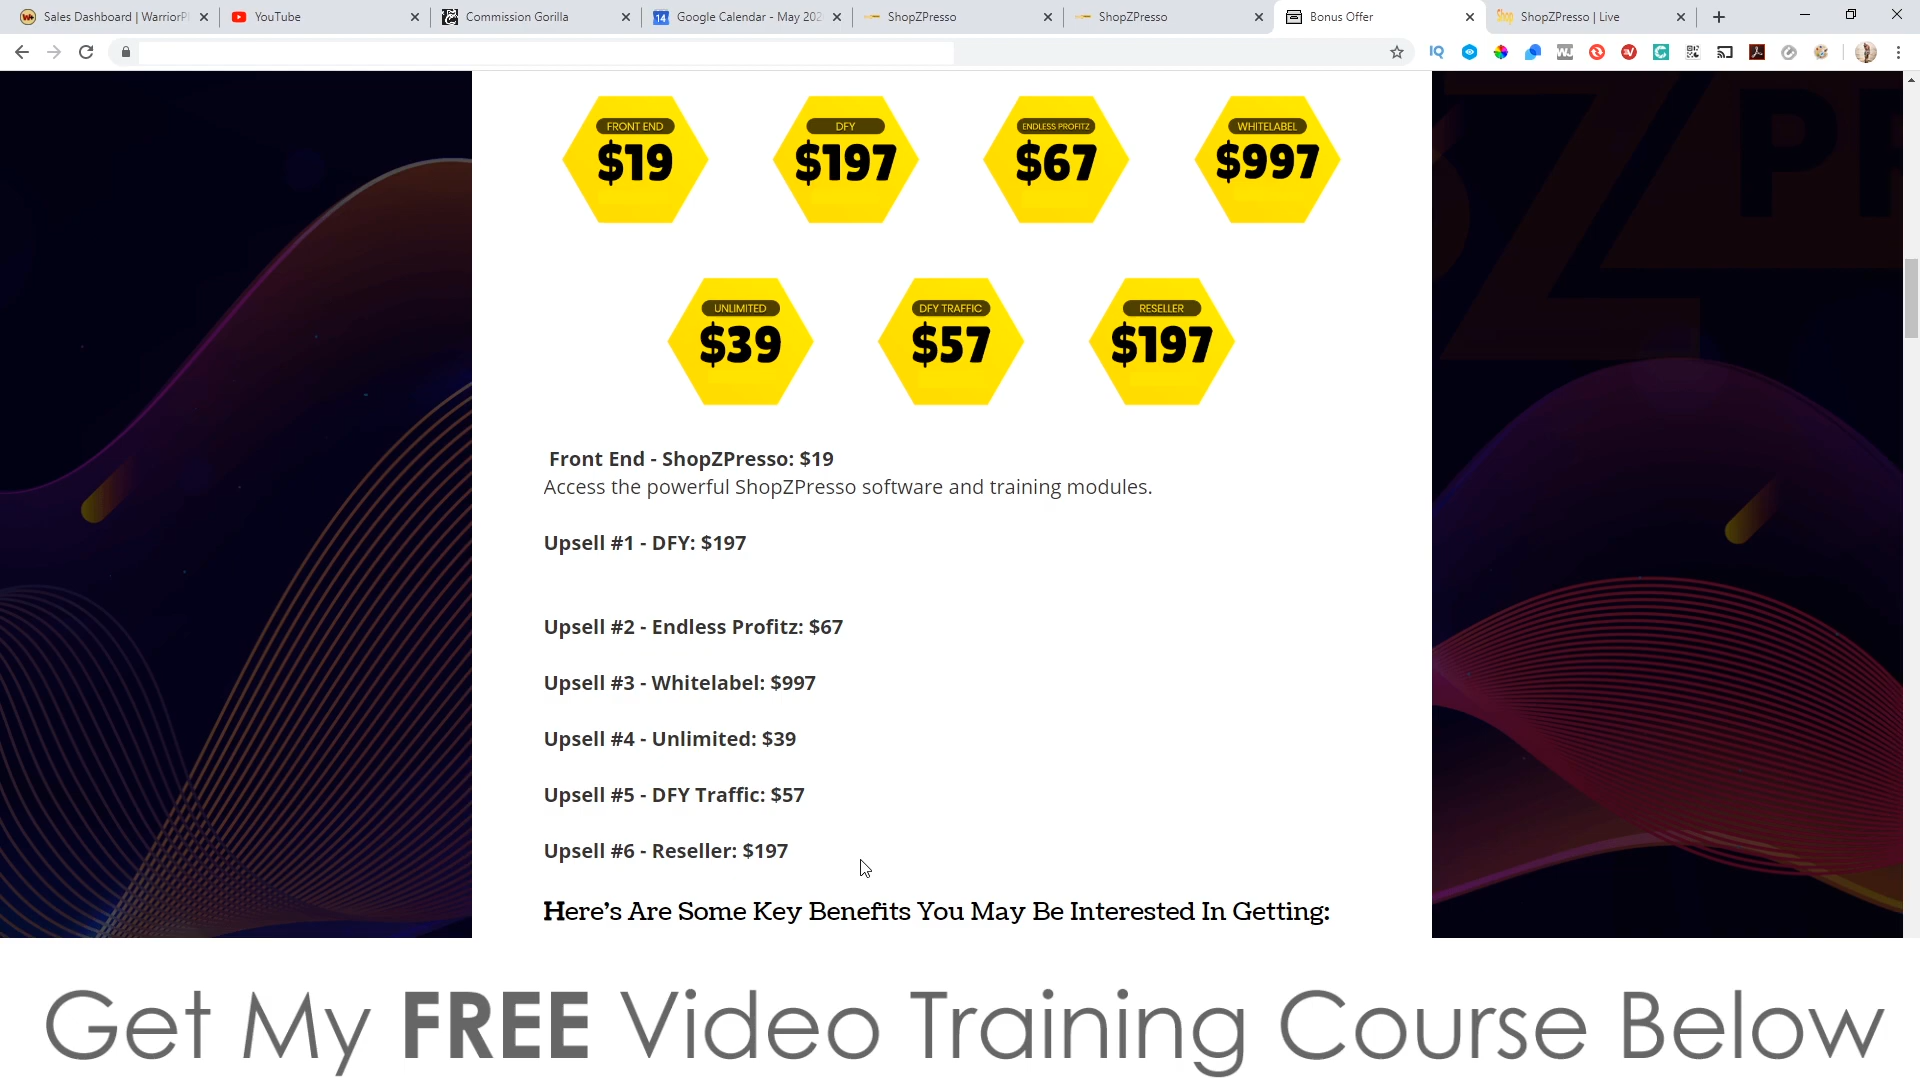 Sales Dashboard | WarriorP
YouTube
Commission Gorilla
14
Google Calendar - May 202
ShopZPresso
ShopZPresso
Bonus Offer
Shop
ShopZPresso | Live
FRONT END
$19
DFY
$197
ENDLESS PROFITZ
$67
WHITELABEL
$997
UNLIMITED
$39
DFY TRAFFIC
$57
RESELLER
$197
Front End - ShopZPresso: $19
Access the powerful ShopZPresso software and training modules.
Upsell #1 - DFY: $197
Upsell #2 - Endless Profitz: $67
Upsell #3 - Whitelabel: $997
Upsell #4 - Unlimited: $39
Upsell #5 - DFY Traffic: $57
Upsell #6 - Reseller: $197
Here's Are Some Key Benefits You May Be Interested In Getting:
Get My FREE Video Training Course Below